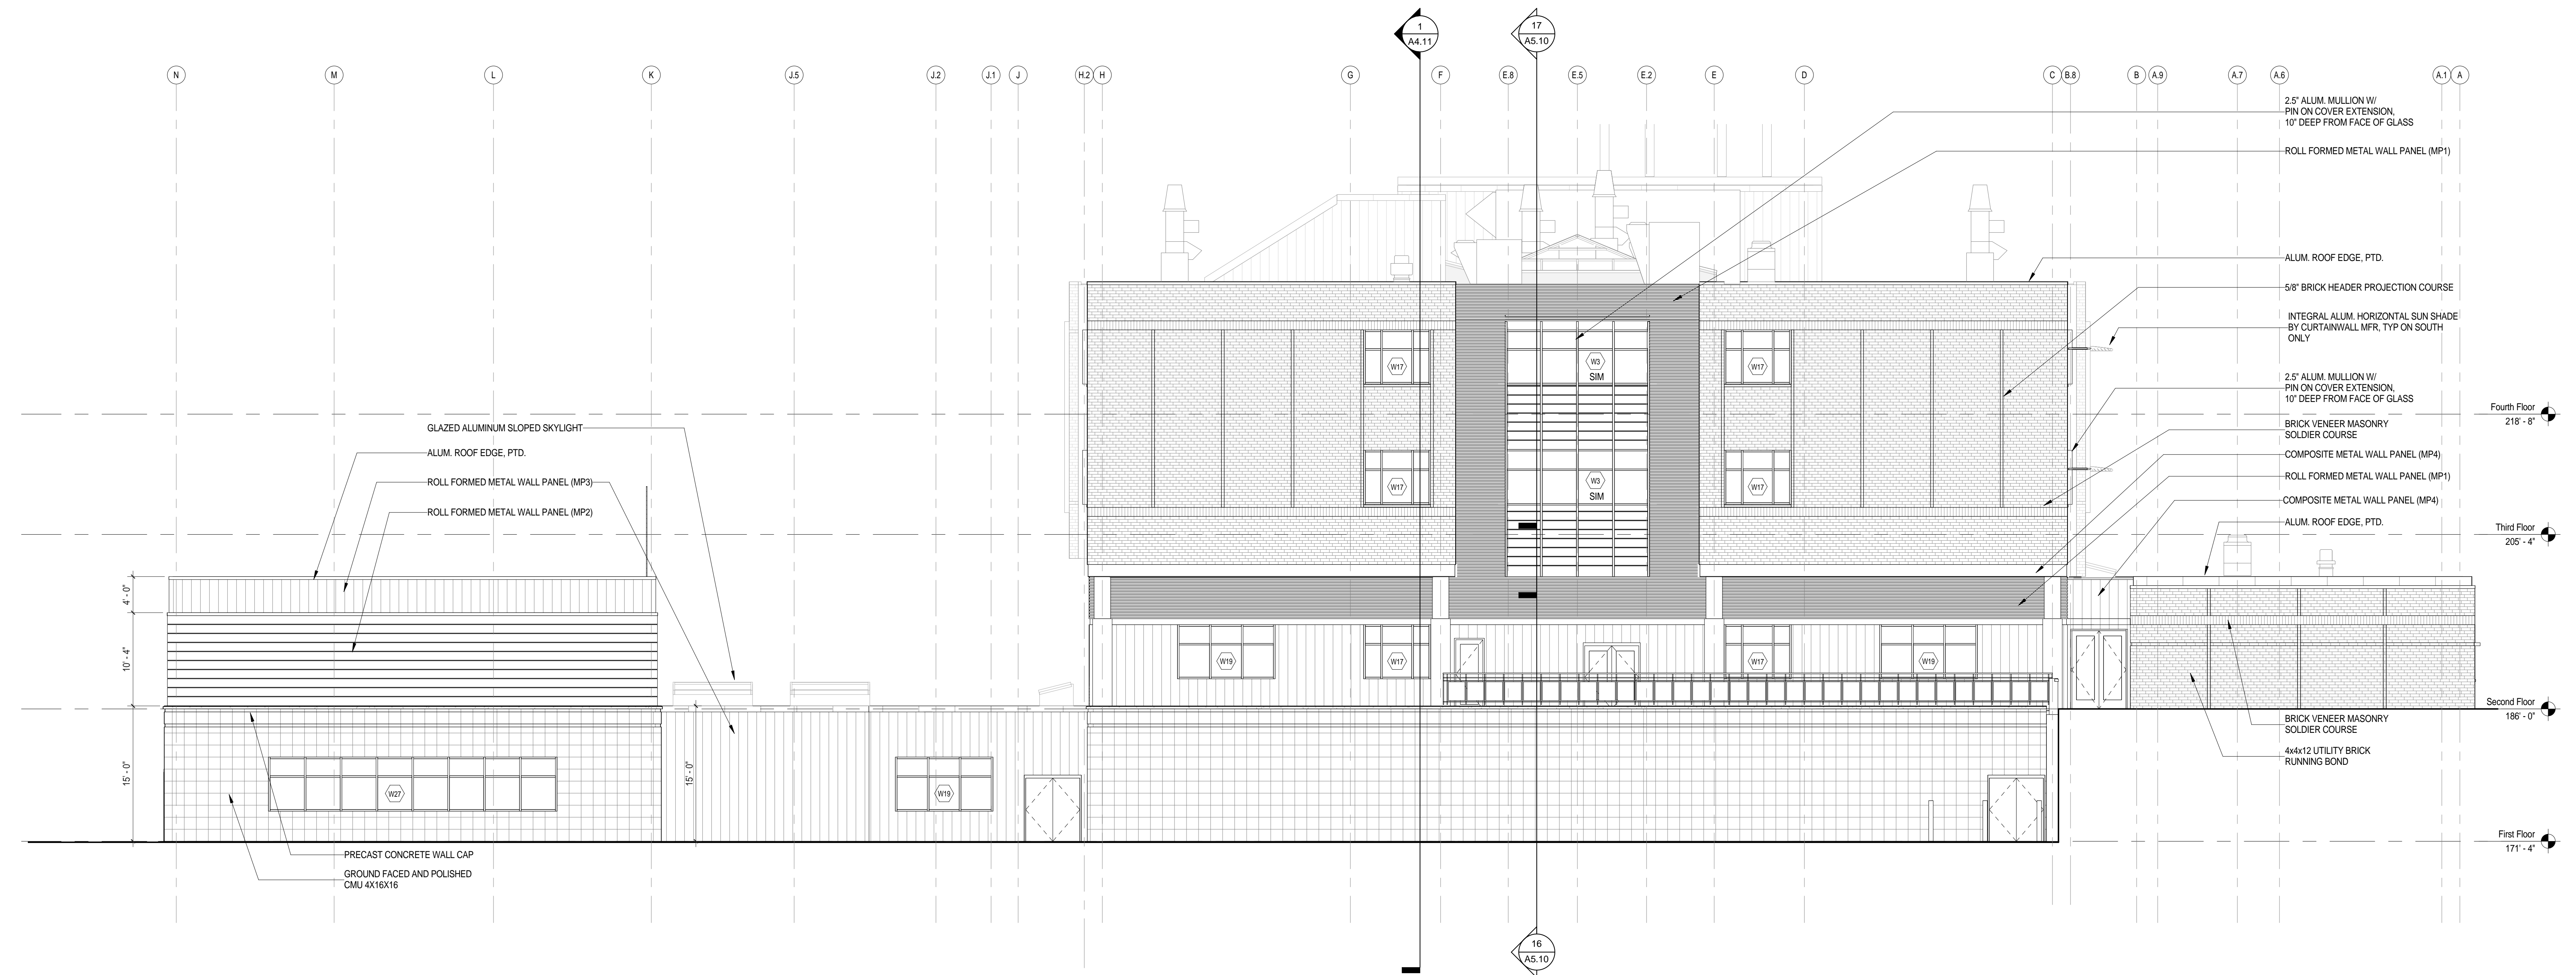 1
A4.11
17
A5.10
N
M
L
K
J.5
J.2
J.1
J
H.2
H
G
F
E.8
E.5
E.2
E
D
C
B.8
B
A.9
A.7
A.6
A.1
A
2.5" ALUM. MULLION W/
PIN ON COVER EXTENSION,
10" DEEP FROM FACE OF GLASS
ROLL FORMED METAL WALL PANEL (MP1)
ALUM. ROOF EDGE, PTD.
5/8" BRICK HEADER PROJECTION COURSE
INTEGRAL ALUM. HORIZONTAL SUN SHADE
BY CURTAINWALL MFR, TYP ON SOUTH
ONLY
2.5" ALUM. MULLION W/
PIN ON COVER EXTENSION,
10" DEEP FROM FACE OF GLASS
BRICK VENEER MASONRY
SOLDIER COURSE
COMPOSITE METAL WALL PANEL (MP4)
ROLL FORMED METAL WALL PANEL (MP1)
COMPOSITE METAL WALL PANEL (MP4)
ALUM. ROOF EDGE, PTD.
Fourth Floor
218' - 8"
Third Floor
205' - 4"
Second Floor
186' - 0"
First Floor
171' - 4"
BRICK VENEER MASONRY
SOLDIER COURSE
4x4x12 UTILITY BRICK
RUNNING BOND
W17
W3
SIM
W17
W17
W3
SIM
W17
W19
W17
W17
W19
GLAZED ALUMINUM SLOPED SKYLIGHT
ALUM. ROOF EDGE, PTD.
ROLL FORMED METAL WALL PANEL (MP3)
ROLL FORMED METAL WALL PANEL (MP2)
4' - 0"
10' - 4"
15' - 0"
15' - 0"
W27
W19
PRECAST CONCRETE WALL CAP
GROUND FACED AND POLISHED
CMU 4X16X16
16
A5.10